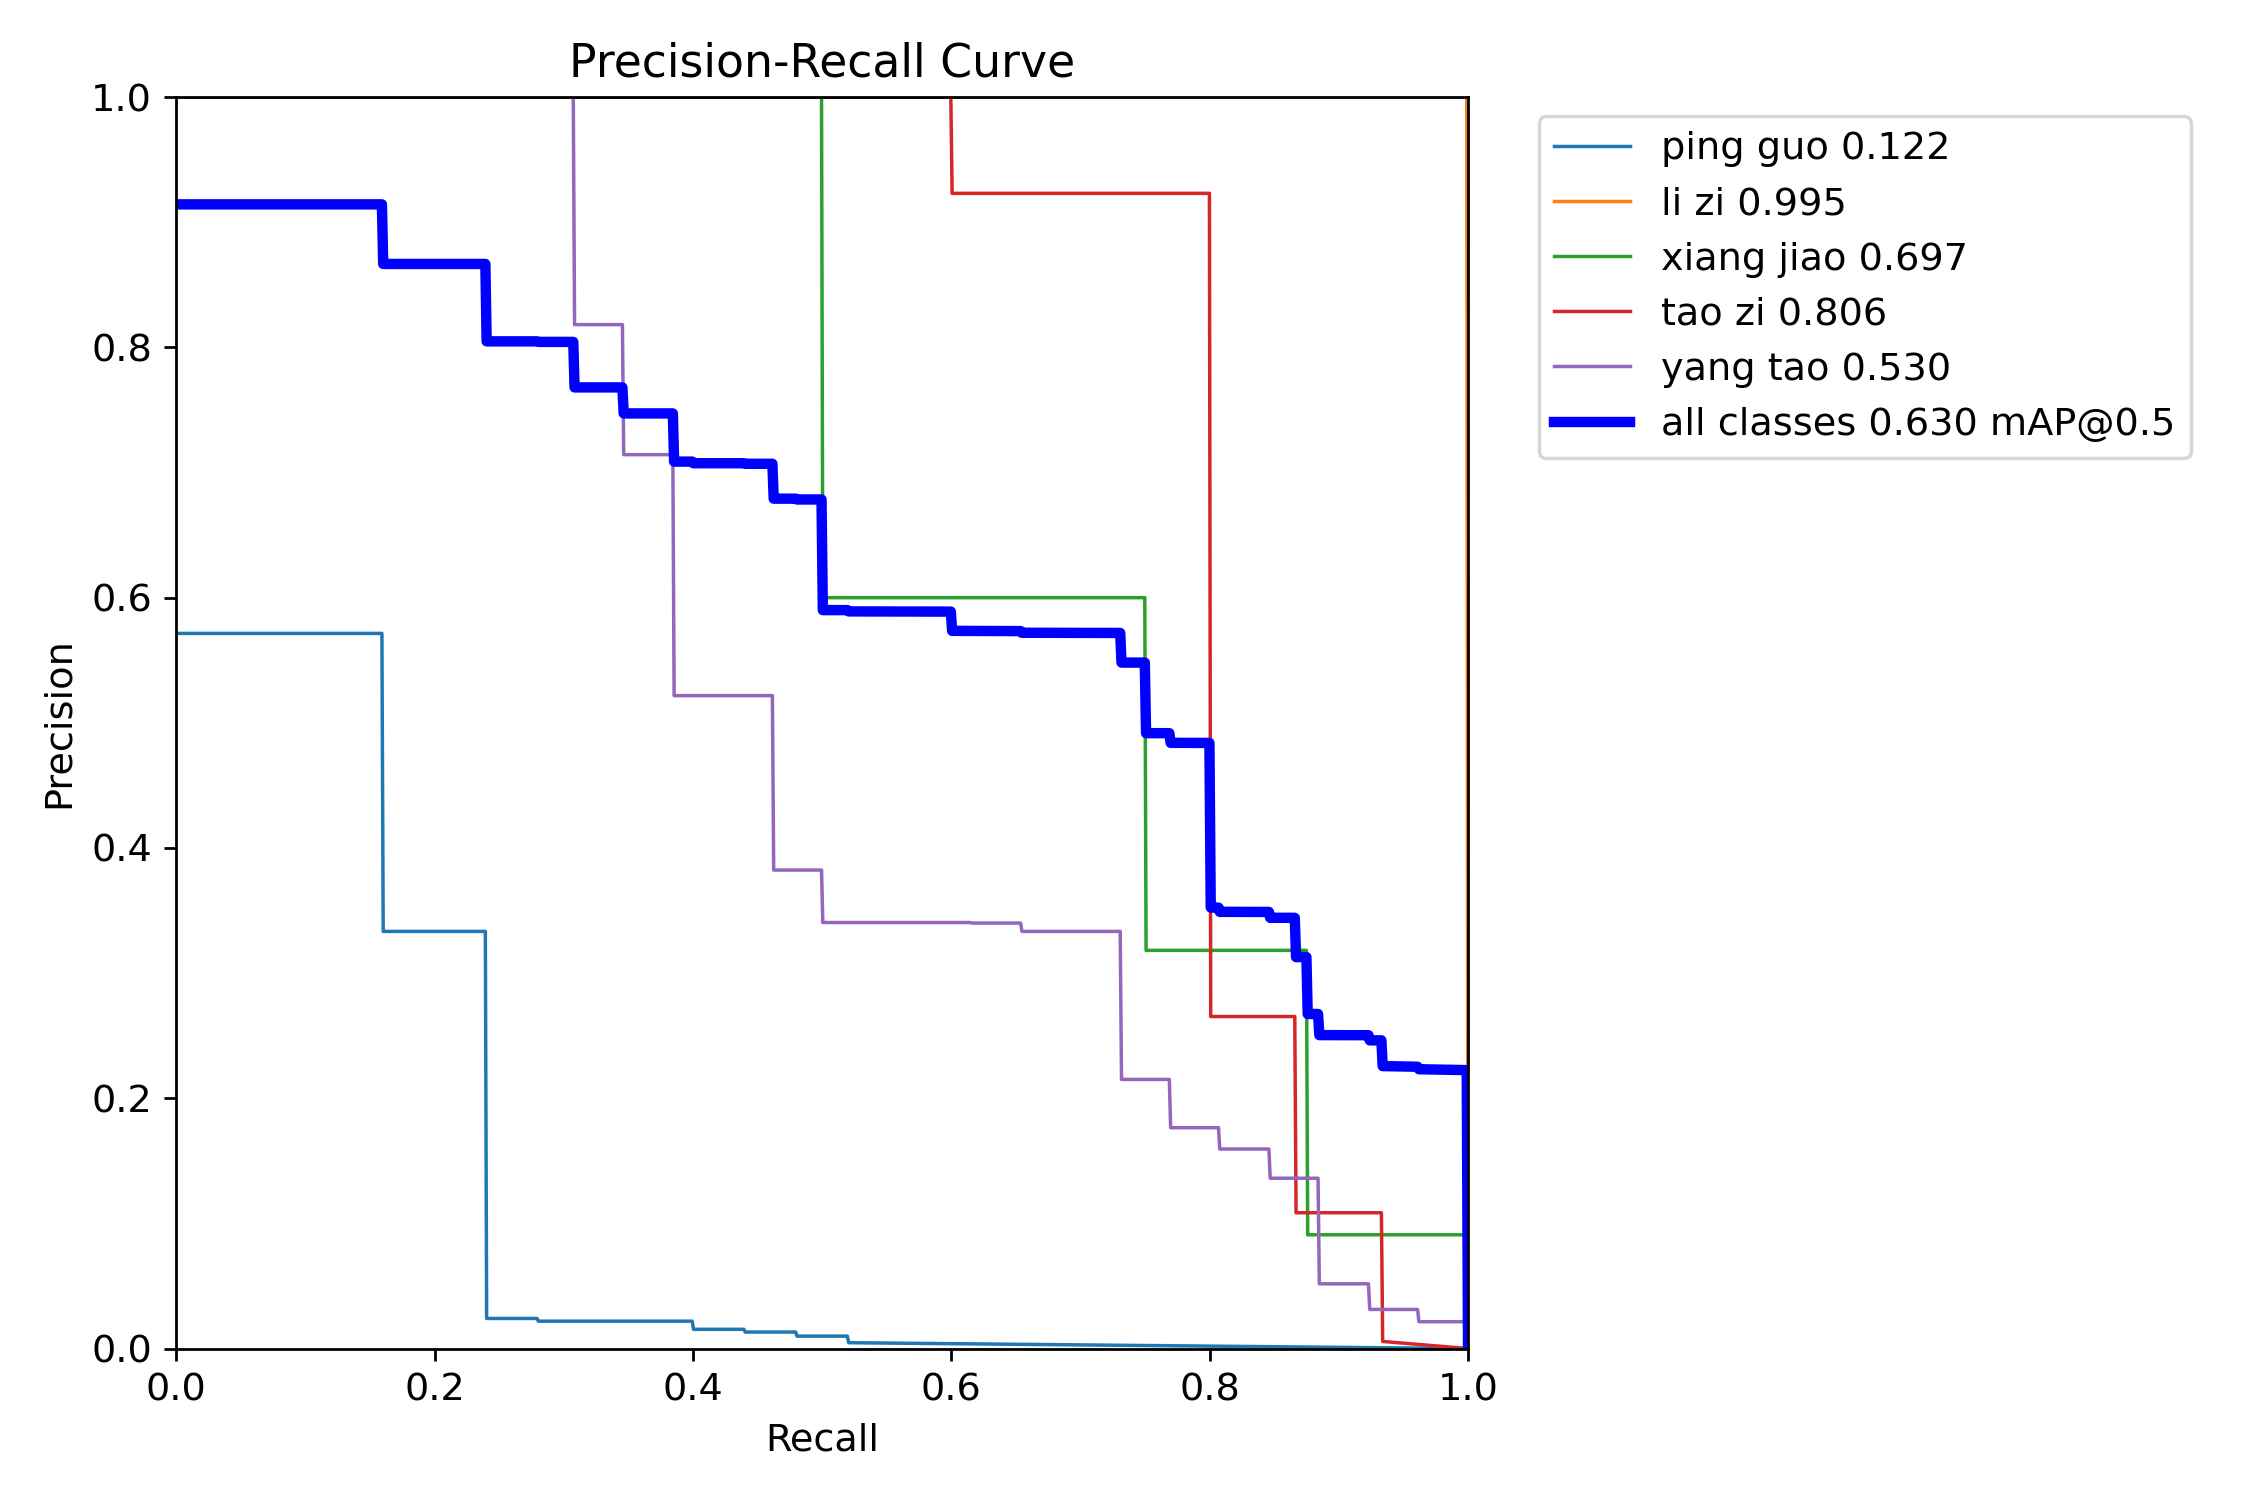 Precision-Recall Curve
1.0
0.8
0.6
0.4
0.2
0.0
Precision
0.0 0.2 0.4 0.6 0.8 1.0
Recall
ping guo 0.122
li zi 0.995
xiang jiao 0.697
tao zi 0.806
yang tao 0.530
all classes 0.630 mAP@0.5